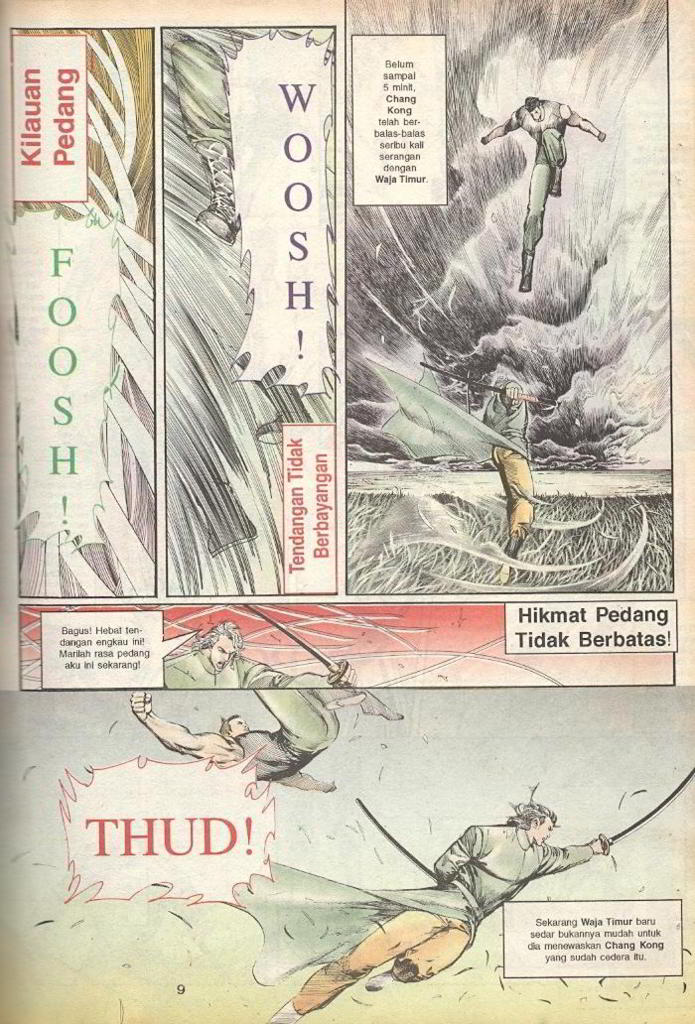 Kilauan
Pedang
FOOSH!
WOOSH!
Tendangan Tidak
Berbayangan
Belum
sampai
5 minit,
Chang
Kong
telah ber-
balas-balas
seribu kali
serangan
dengan
Waja Timur.
Bagus! Hebat ten-
dangan engkau ini!
Marilah rasa pedang
aku ini sekarang!
Hikmat Pedang
Tidak Berbatas!
THUD!
Sekarang Waja Timur baru
sedar bukannya mudah untuk
dia menewaskan Chang Kong
yang sudah cedera itu.
9